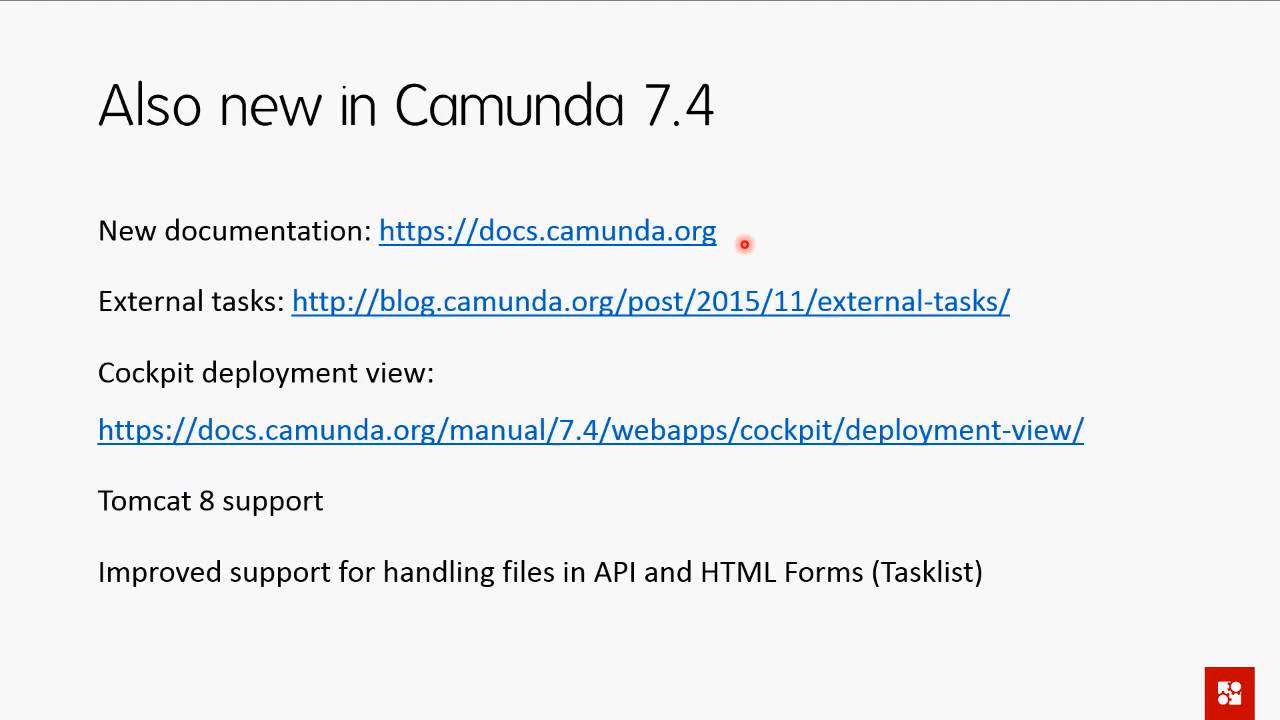 Also new in Camunda 7.4
New documentation: https://docs.camunda.org
External tasks: http://blog.camunda.org/post/2015/11/external-tasks/
Cockpit deployment view:
https://docs.camunda.org/manual/7.4/webapps/cockpit/deployment-view/
Tomcat 8 support
Improved support for handling files in API and HTML Forms (Tasklist)